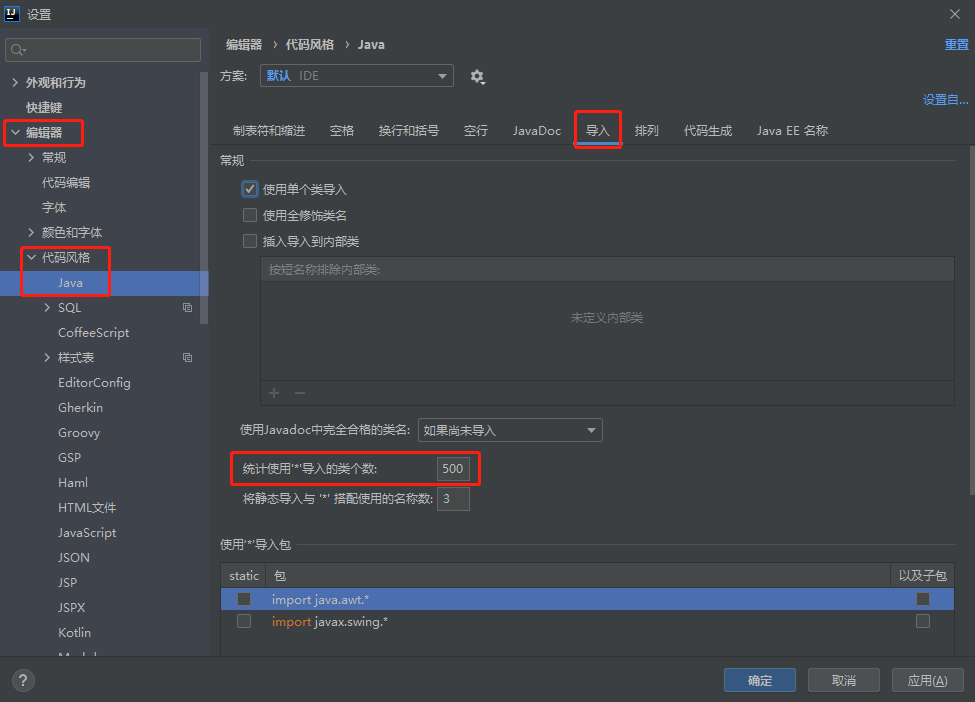 IJ 设置
编辑器 › 代码风格 › Java
重置
方案: 默认 IDE
设置自...
外观和行为
快捷键
编辑器
常规
代码编辑
字体
颜色和字体
代码风格
Java
SQL
CoffeeScript
样式表
EditorConfig
Gherkin
Groovy
GSP
Haml
HTML文件
JavaScript
JSON
JSP
JSPX
Kotlin
制表符和缩进 空格 换行和括号 空行 JavaDoc 导入 排列 代码生成 Java EE 名称
常规
使用单个类导入
使用全修饰类名
插入导入到内部类
按短名称排除内部类:
未定义内部类
使用Javadoc中完全合格的类名: 如果尚未导入
统计使用'*'导入的类个数: 500
将静态导入与 '*' 搭配使用的名称数: 3
使用'*'导入包
static 包 以及子包
import java.awt.*
import javax.swing.*
? 确定 取消 应用(A)